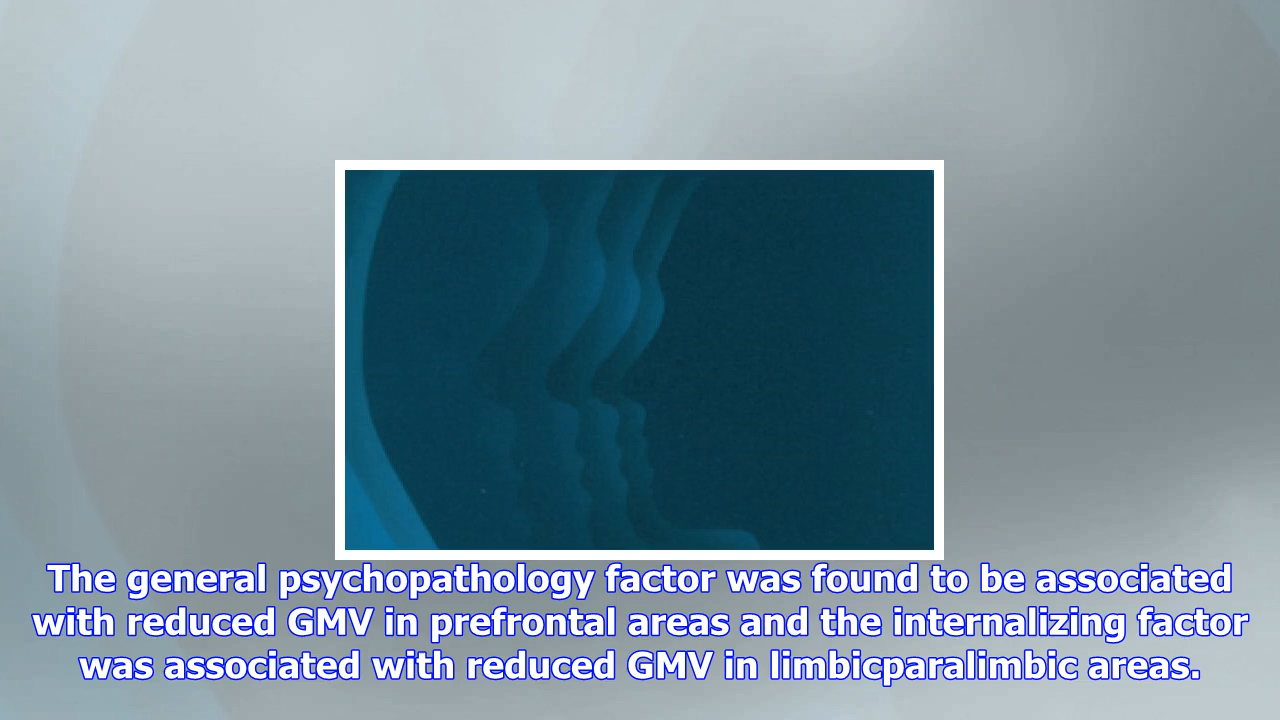 The general psychopathology factor was found to be associated
with reduced GMV in prefrontal areas and the internalizing factor
was associated with reduced GMV in limbicparalimbic areas.